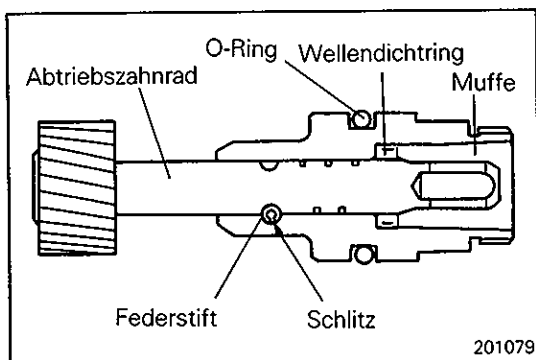 O-Ring
Wellendichtring
Abtriebszahnrad
Muffe
Federstift
Schlitz
201079